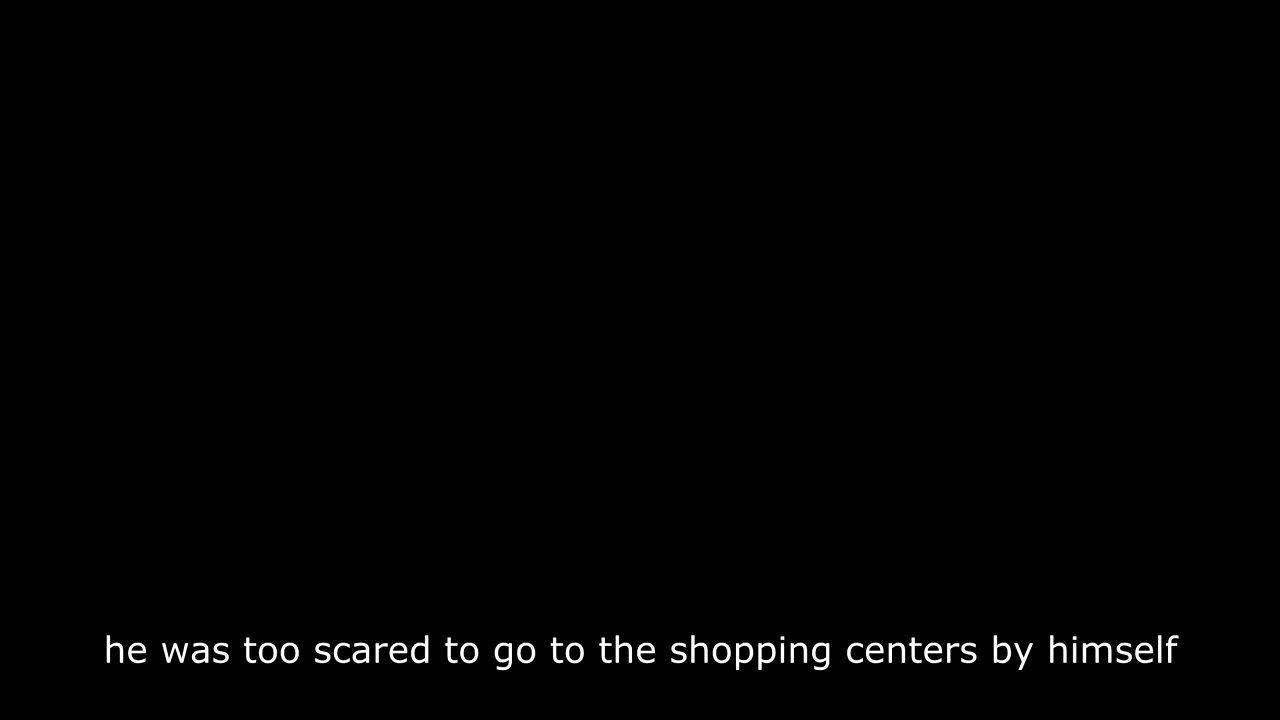 he was too scared to go to the shopping centers by himself